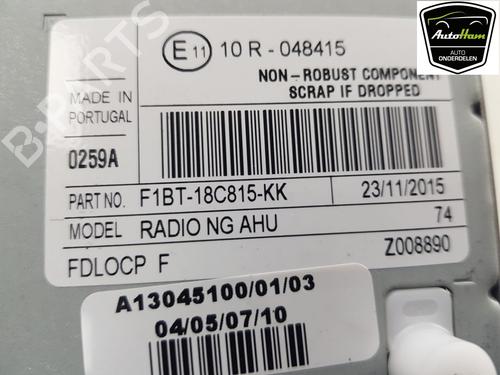 E 11 10 R - 048415
NON - ROBUST COMPONENT
SCRAP IF DROPPED
MADE IN
PORTUGAL
0259A
PART NO. F1BT-18C815-KK 23/11/2015
MODEL RADIO NG AHU 74
FDLOCP F Z008890
A13045100/01/03
04/05/07/10
AutoHam
AUTO
ONDERDELEN
B-PARTS